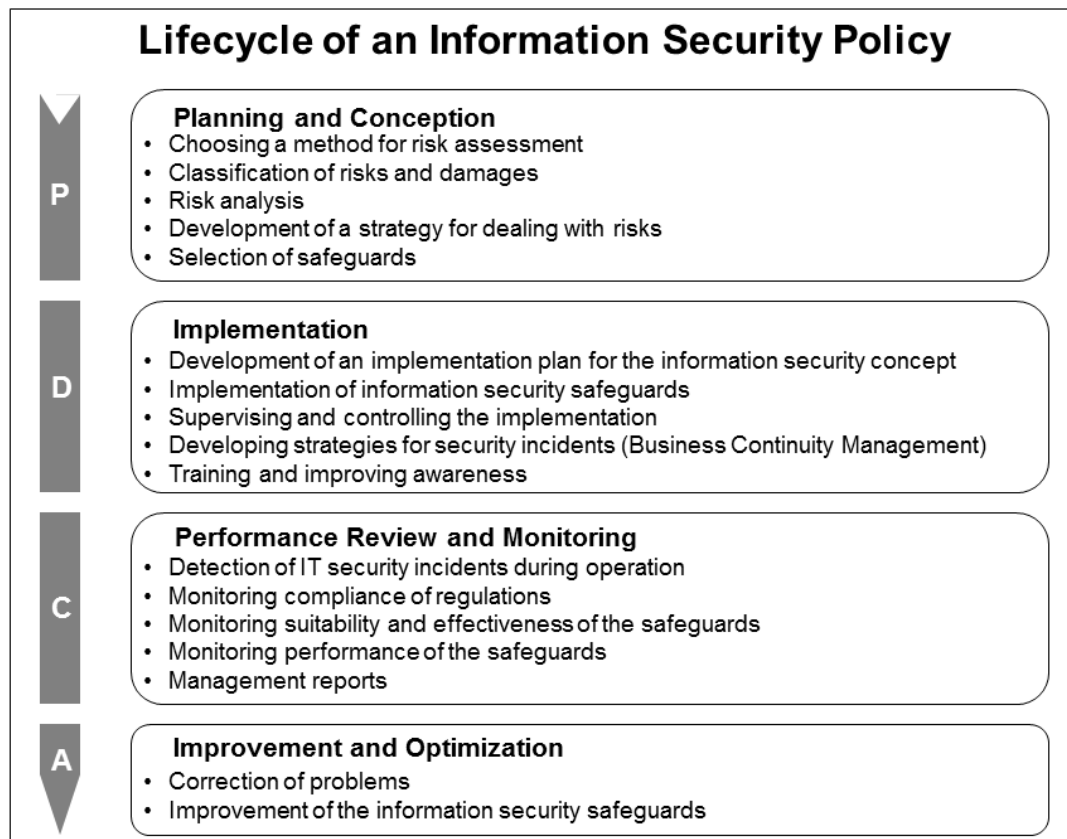 Lifecycle of an Information Security Policy
P
Planning and Conception
• Choosing a method for risk assessment
• Classification of risks and damages
• Risk analysis
• Development of a strategy for dealing with risks
• Selection of safeguards
D
Implementation
• Development of an implementation plan for the information security concept
• Implementation of information security safeguards
• Supervising and controlling the implementation
• Developing strategies for security incidents (Business Continuity Management)
• Training and improving awareness
C
Performance Review and Monitoring
• Detection of IT security incidents during operation
• Monitoring compliance of regulations
• Monitoring suitability and effectiveness of the safeguards
• Monitoring performance of the safeguards
• Management reports
A
Improvement and Optimization
• Correction of problems
• Improvement of the information security safeguards